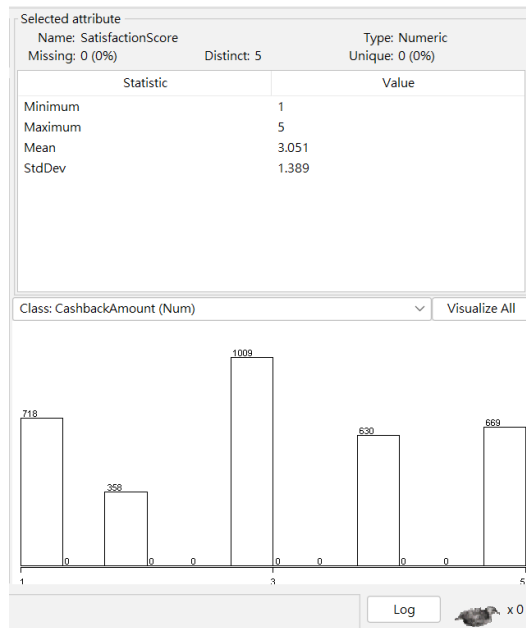 Selected attribute
Name: SatisfactionScore Type: Numeric
Missing: 0 (0%) Distinct: 5 Unique: 0 (0%)
Statistic Value
Minimum 1
Maximum 5
Mean 3.051
StdDev 1.389
Class: CashbackAmount (Num) Visualize All
1009
718
669
630
358
0 0 0 0 0 0 0
1 3 5
Log x 0